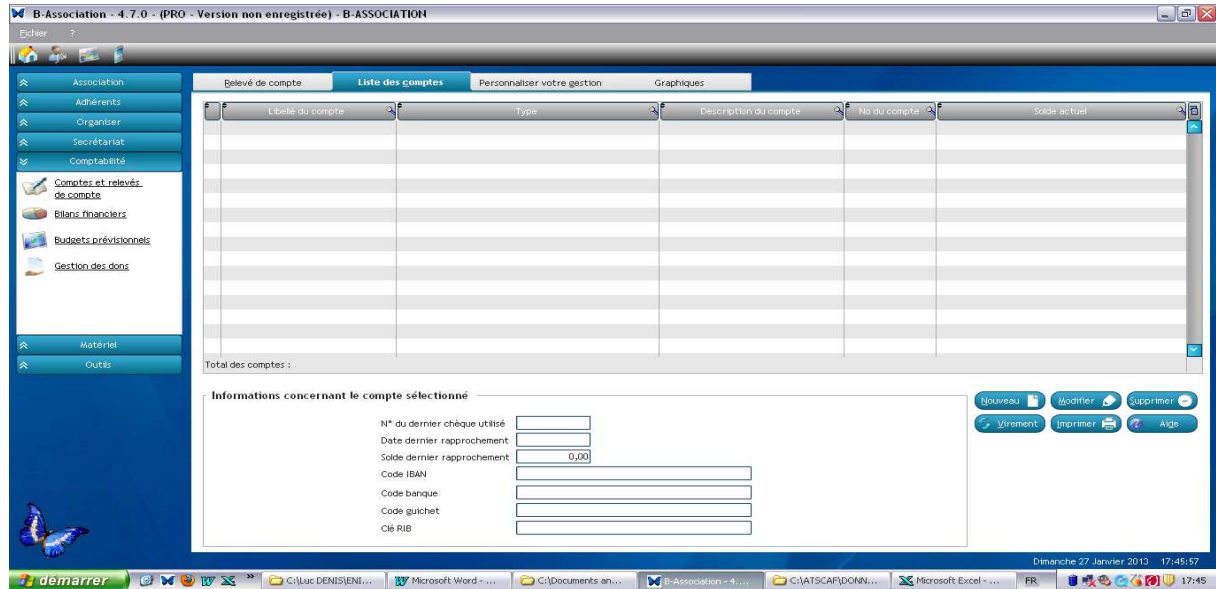 B-Association - 4.7.0 - (PRO - Version non enregistrée) - B-ASSOCIATION
Fichier ?
Association
Adhérents
Organiser
Secrétariat
Comptabilité
Comptes et relevés
de compte
Bilans financiers
Budgets prévisionnels
Gestion des dons
Matériel
Outils
Relevé de compte Liste des comptes Personnaliser votre gestion Graphiques
Libellé du compte Type Description du compte No du compte Solde actuel
Total des comptes :
Informations concernant le compte sélectionné
N° du dernier chèque utilisé
Date dernier rapprochement
Solde dernier rapprochement 0,00
Code IBAN
Code banque
Code guichet
Clé RIB
Nouveau Modifier Supprimer
Virement Imprimer Aide
Dimanche 27 Janvier 2013 17:45:57
démarrer » C:\Luc DENIS\ENI... Microsoft Word - ... C:\Documents an... B-Association - 4.... C:\ATSCAF\DONN... Microsoft Excel - ... FR 17:45